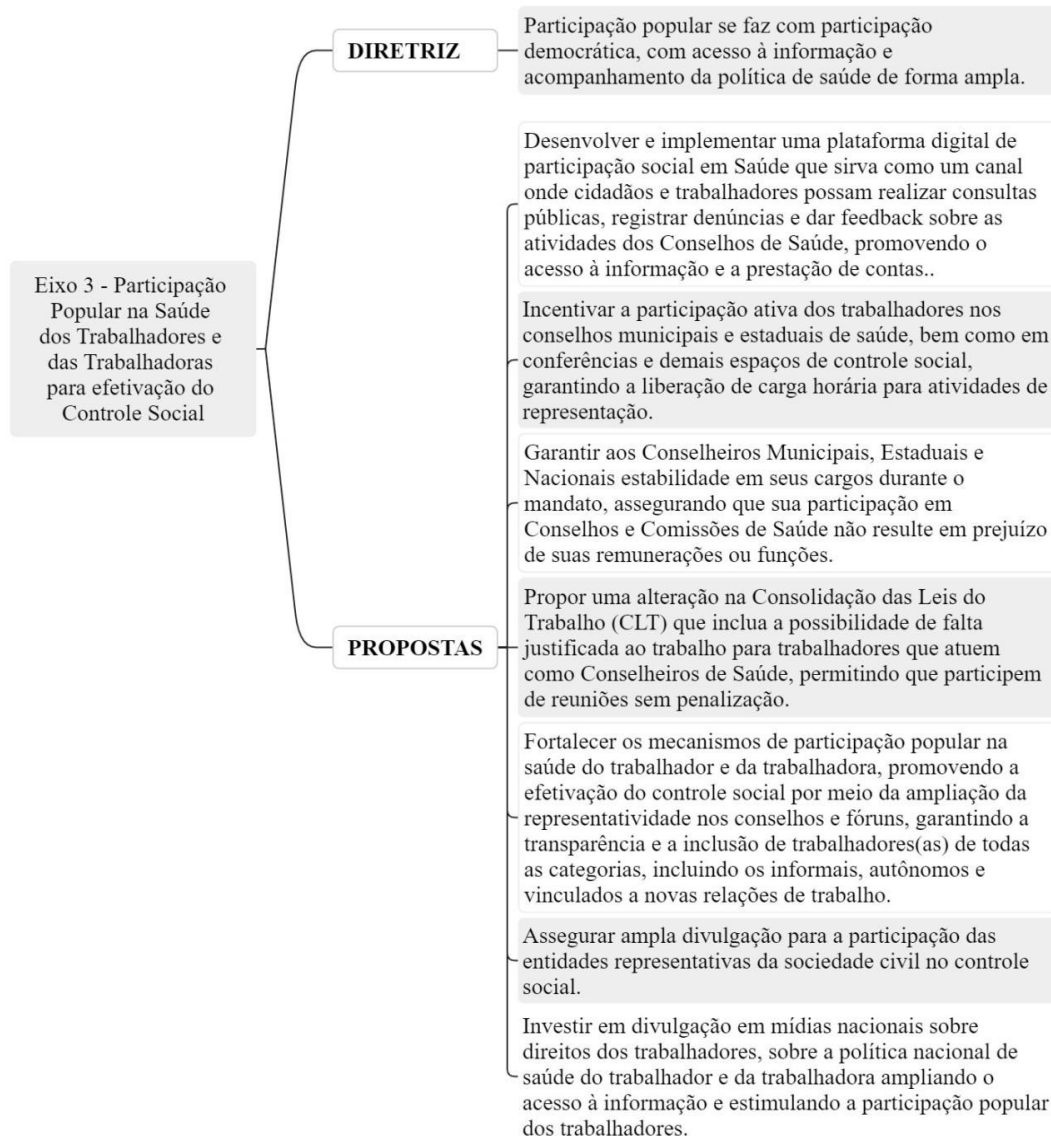 Eixo 3 - Participação
Popular na Saúde
dos Trabalhadores e
das Trabalhadoras
para efetivação do
Controle Social
DIRETRIZ
Participação popular se faz com participação
democrática, com acesso à informação e
acompanhamento da política de saúde de forma ampla.
PROPOSTAS
Desenvolver e implementar uma plataforma digital de
participação social em Saúde que sirva como um canal
onde cidadãos e trabalhadores possam realizar consultas
públicas, registrar denúncias e dar feedback sobre as
atividades dos Conselhos de Saúde, promovendo o
acesso à informação e a prestação de contas..
Incentivar a participação ativa dos trabalhadores nos
conselhos municipais e estaduais de saúde, bem como em
conferências e demais espaços de controle social,
garantindo a liberação de carga horária para atividades de
representação.
Garantir aos Conselheiros Municipais, Estaduais e
Nacionais estabilidade em seus cargos durante o
mandato, assegurando que sua participação em
Conselhos e Comissões de Saúde não resulte em prejuízo
de suas remunerações ou funções.
Propor uma alteração na Consolidação das Leis do
Trabalho (CLT) que inclua a possibilidade de falta
justificada ao trabalho para trabalhadores que atuem
como Conselheiros de Saúde, permitindo que participem
de reuniões sem penalização.
Fortalecer os mecanismos de participação popular na
saúde do trabalhador e da trabalhadora, promovendo a
efetivação do controle social por meio da ampliação da
representatividade nos conselhos e fóruns, garantindo a
transparência e a inclusão de trabalhadores(as) de todas
as categorias, incluindo os informais, autônomos e
vinculados a novas relações de trabalho.
Assegurar ampla divulgação para a participação das
entidades representativas da sociedade civil no controle
social.
Investir em divulgação em mídias nacionais sobre
direitos dos trabalhadores, sobre a política nacional de
saúde do trabalhador e da trabalhadora ampliando o
acesso à informação e estimulando a participação popular
dos trabalhadores.